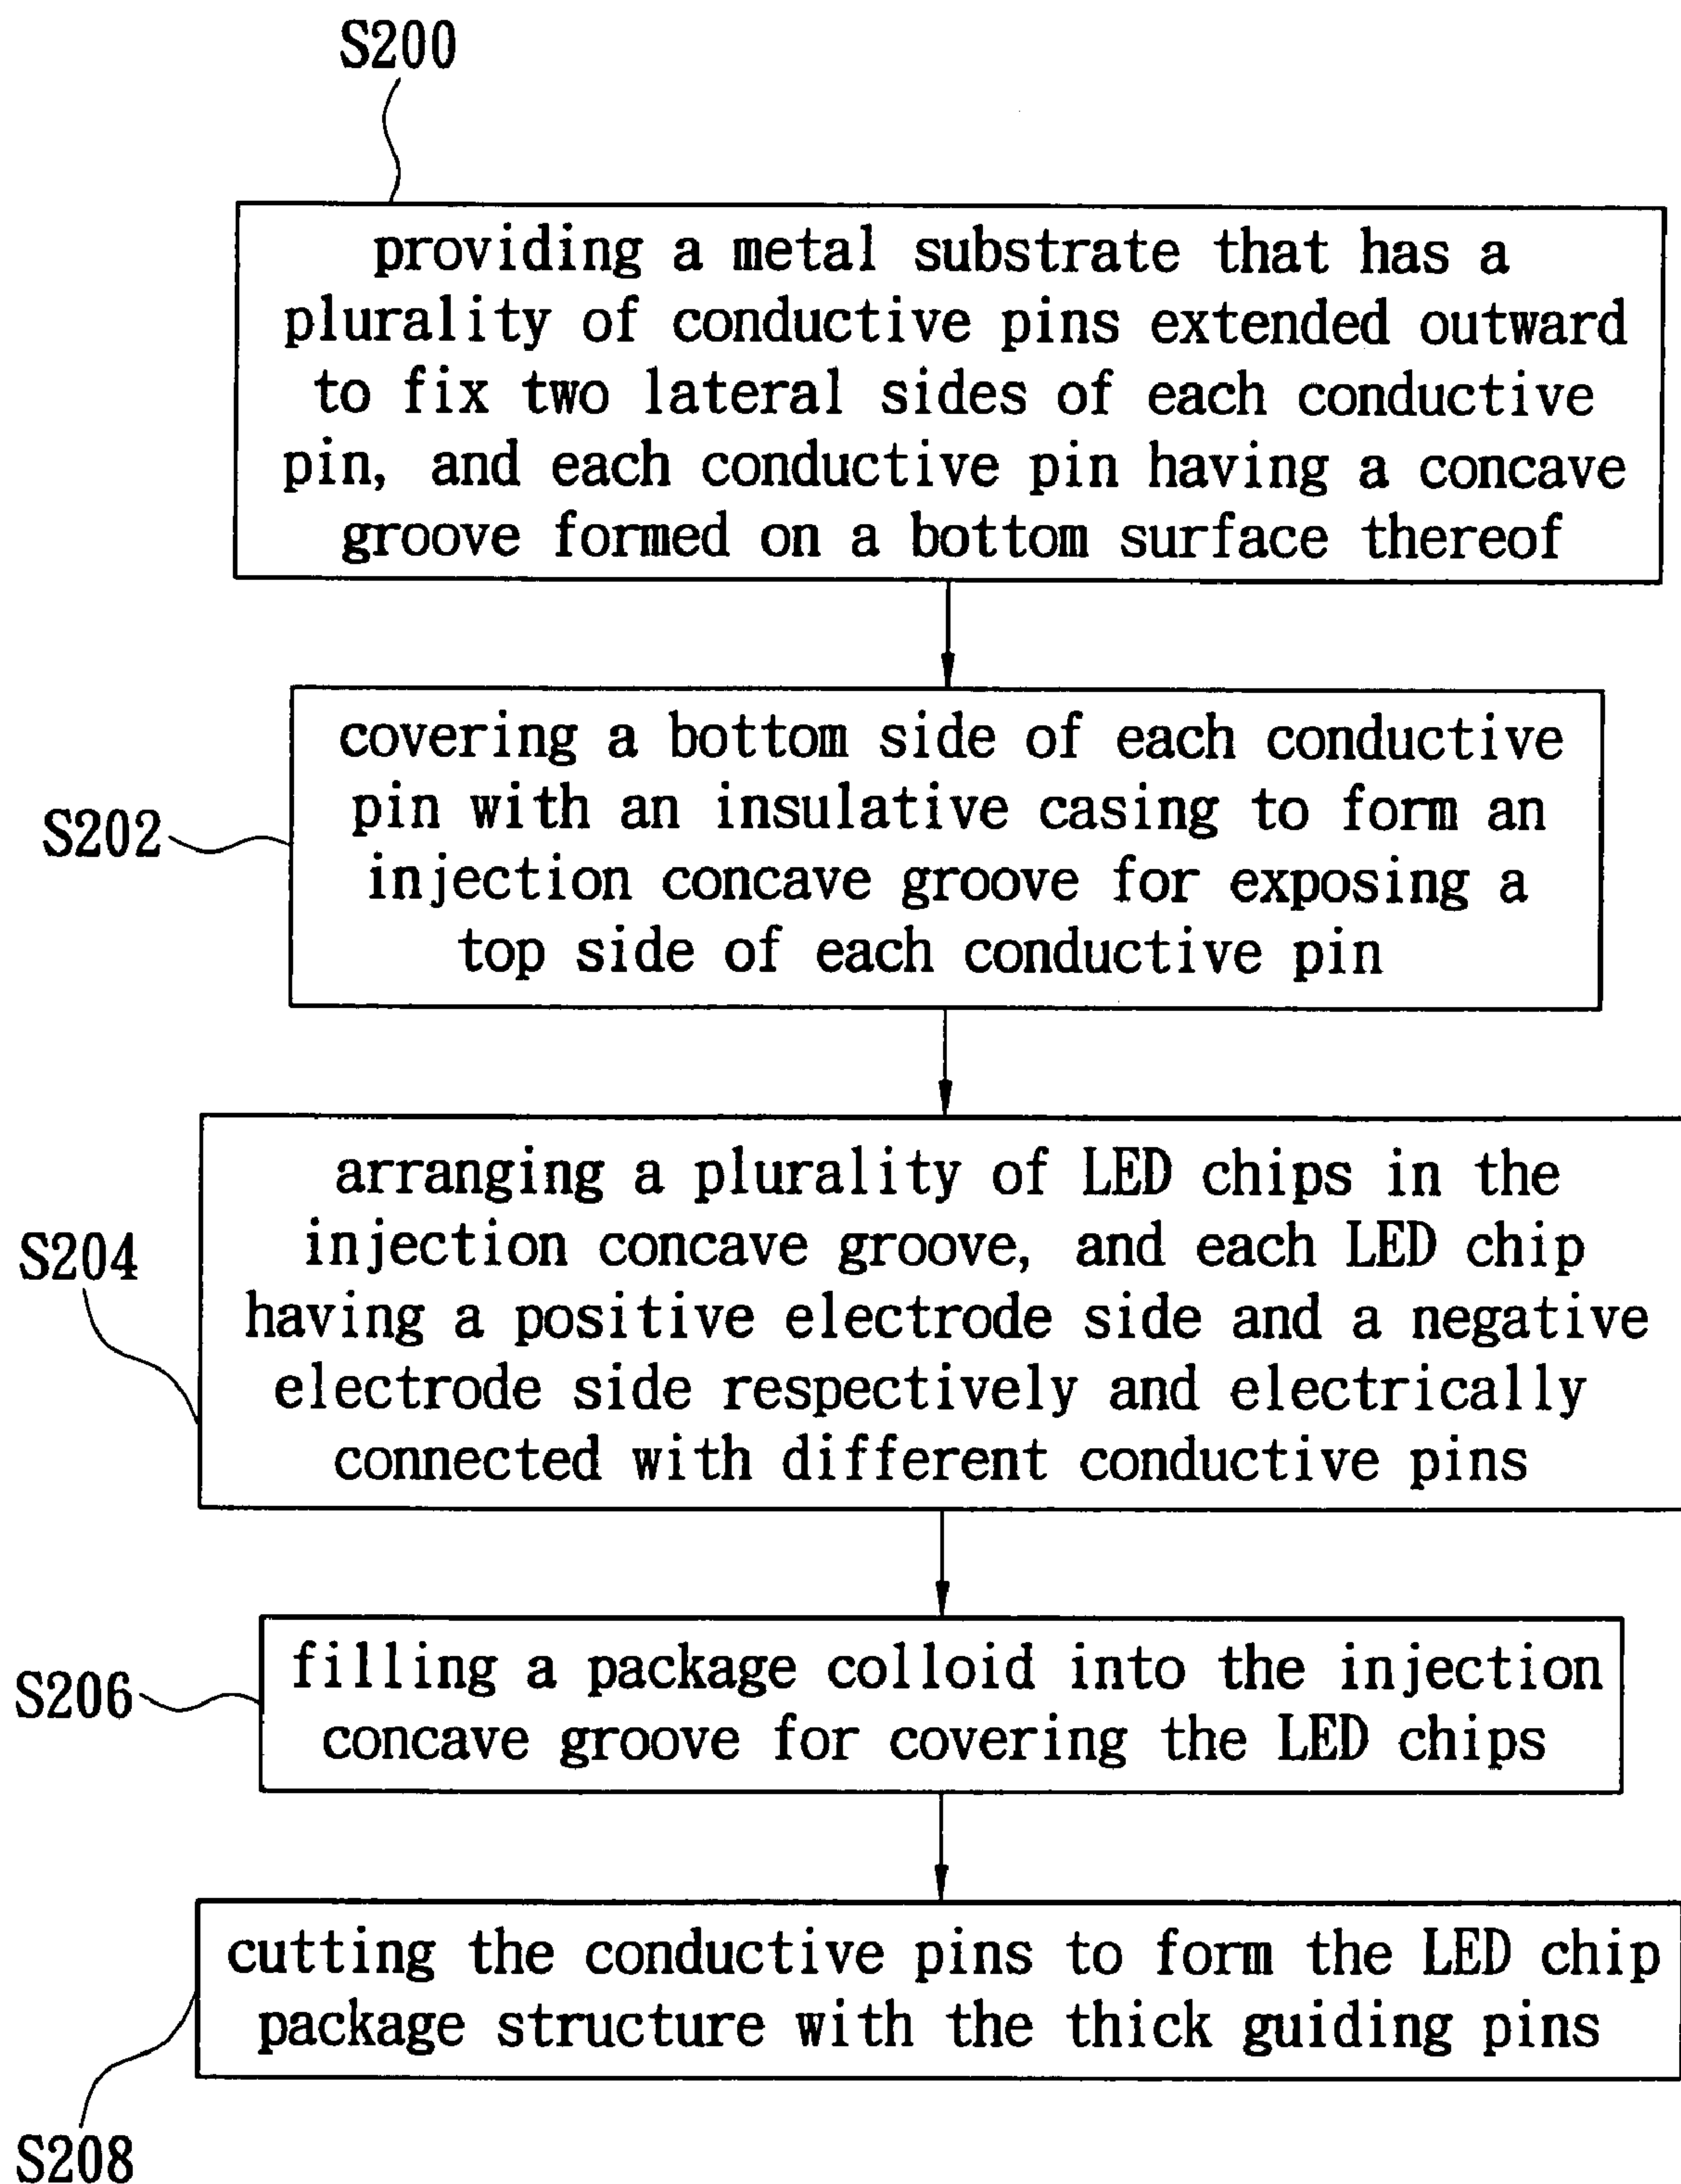 S200
providing a metal substrate that has a
plurality of conductive pins extended outward
to fix two lateral sides of each conductive
pin, and each conductive pin having a concave
groove formed on a bottom surface thereof
S202
covering a bottom side of each conductive
pin with an insulative casing to form an
injection concave groove for exposing a
top side of each conductive pin
S204
arranging a plurality of LED chips in the
injection concave groove, and each LED chip
having a positive electrode side and a negative
electrode side respectively and electrically
connected with different conductive pins
S206
filling a package colloid into the injection
concave groove for covering the LED chips
cutting the conductive pins to form the LED chip
package structure with the thick guiding pins
S208